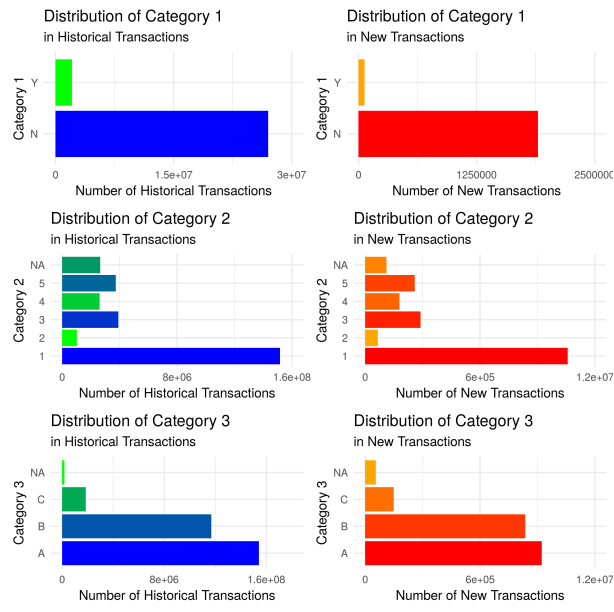 Distribution of Category 1
in Historical Transactions
Category 1
Y
N
0
1.5e+07
3e+07
Number of Historical Transactions
Distribution of Category 1
in New Transactions
Category 1
Y
N
0
1250000
2500000
Number of New Transactions
Distribution of Category 2
in Historical Transactions
Category 2
NA
5
4
3
2
1
0
8e+06
1.6e+08
Number of Historical Transactions
Distribution of Category 2
in New Transactions
Category 2
NA
5
4
3
2
1
0
6e+05
1.2e+07
Number of New Transactions
Distribution of Category 3
in Historical Transactions
Category 3
NA
C
B
A
0
8e+06
1.6e+08
Number of Historical Transactions
Distribution of Category 3
in New Transactions
Category 3
NA
C
B
A
0
6e+05
1.2e+07
Number of New Transactions